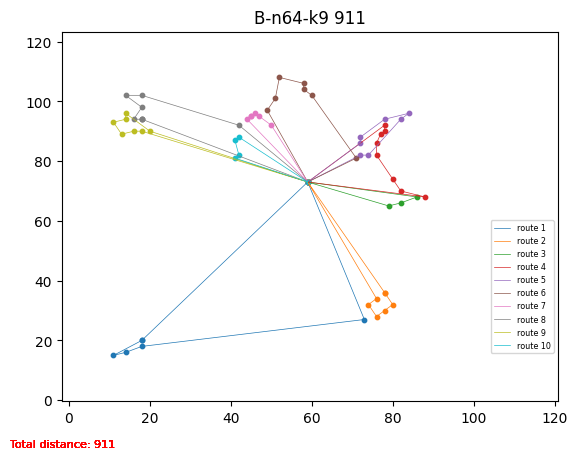 B-n64-k9 911
120
100
80
60
40
20
0
0 20 40 60 80 100 120
route 1
route 2
route 3
route 4
route 5
route 6
route 7
route 8
route 9
route 10
Total distance: 911